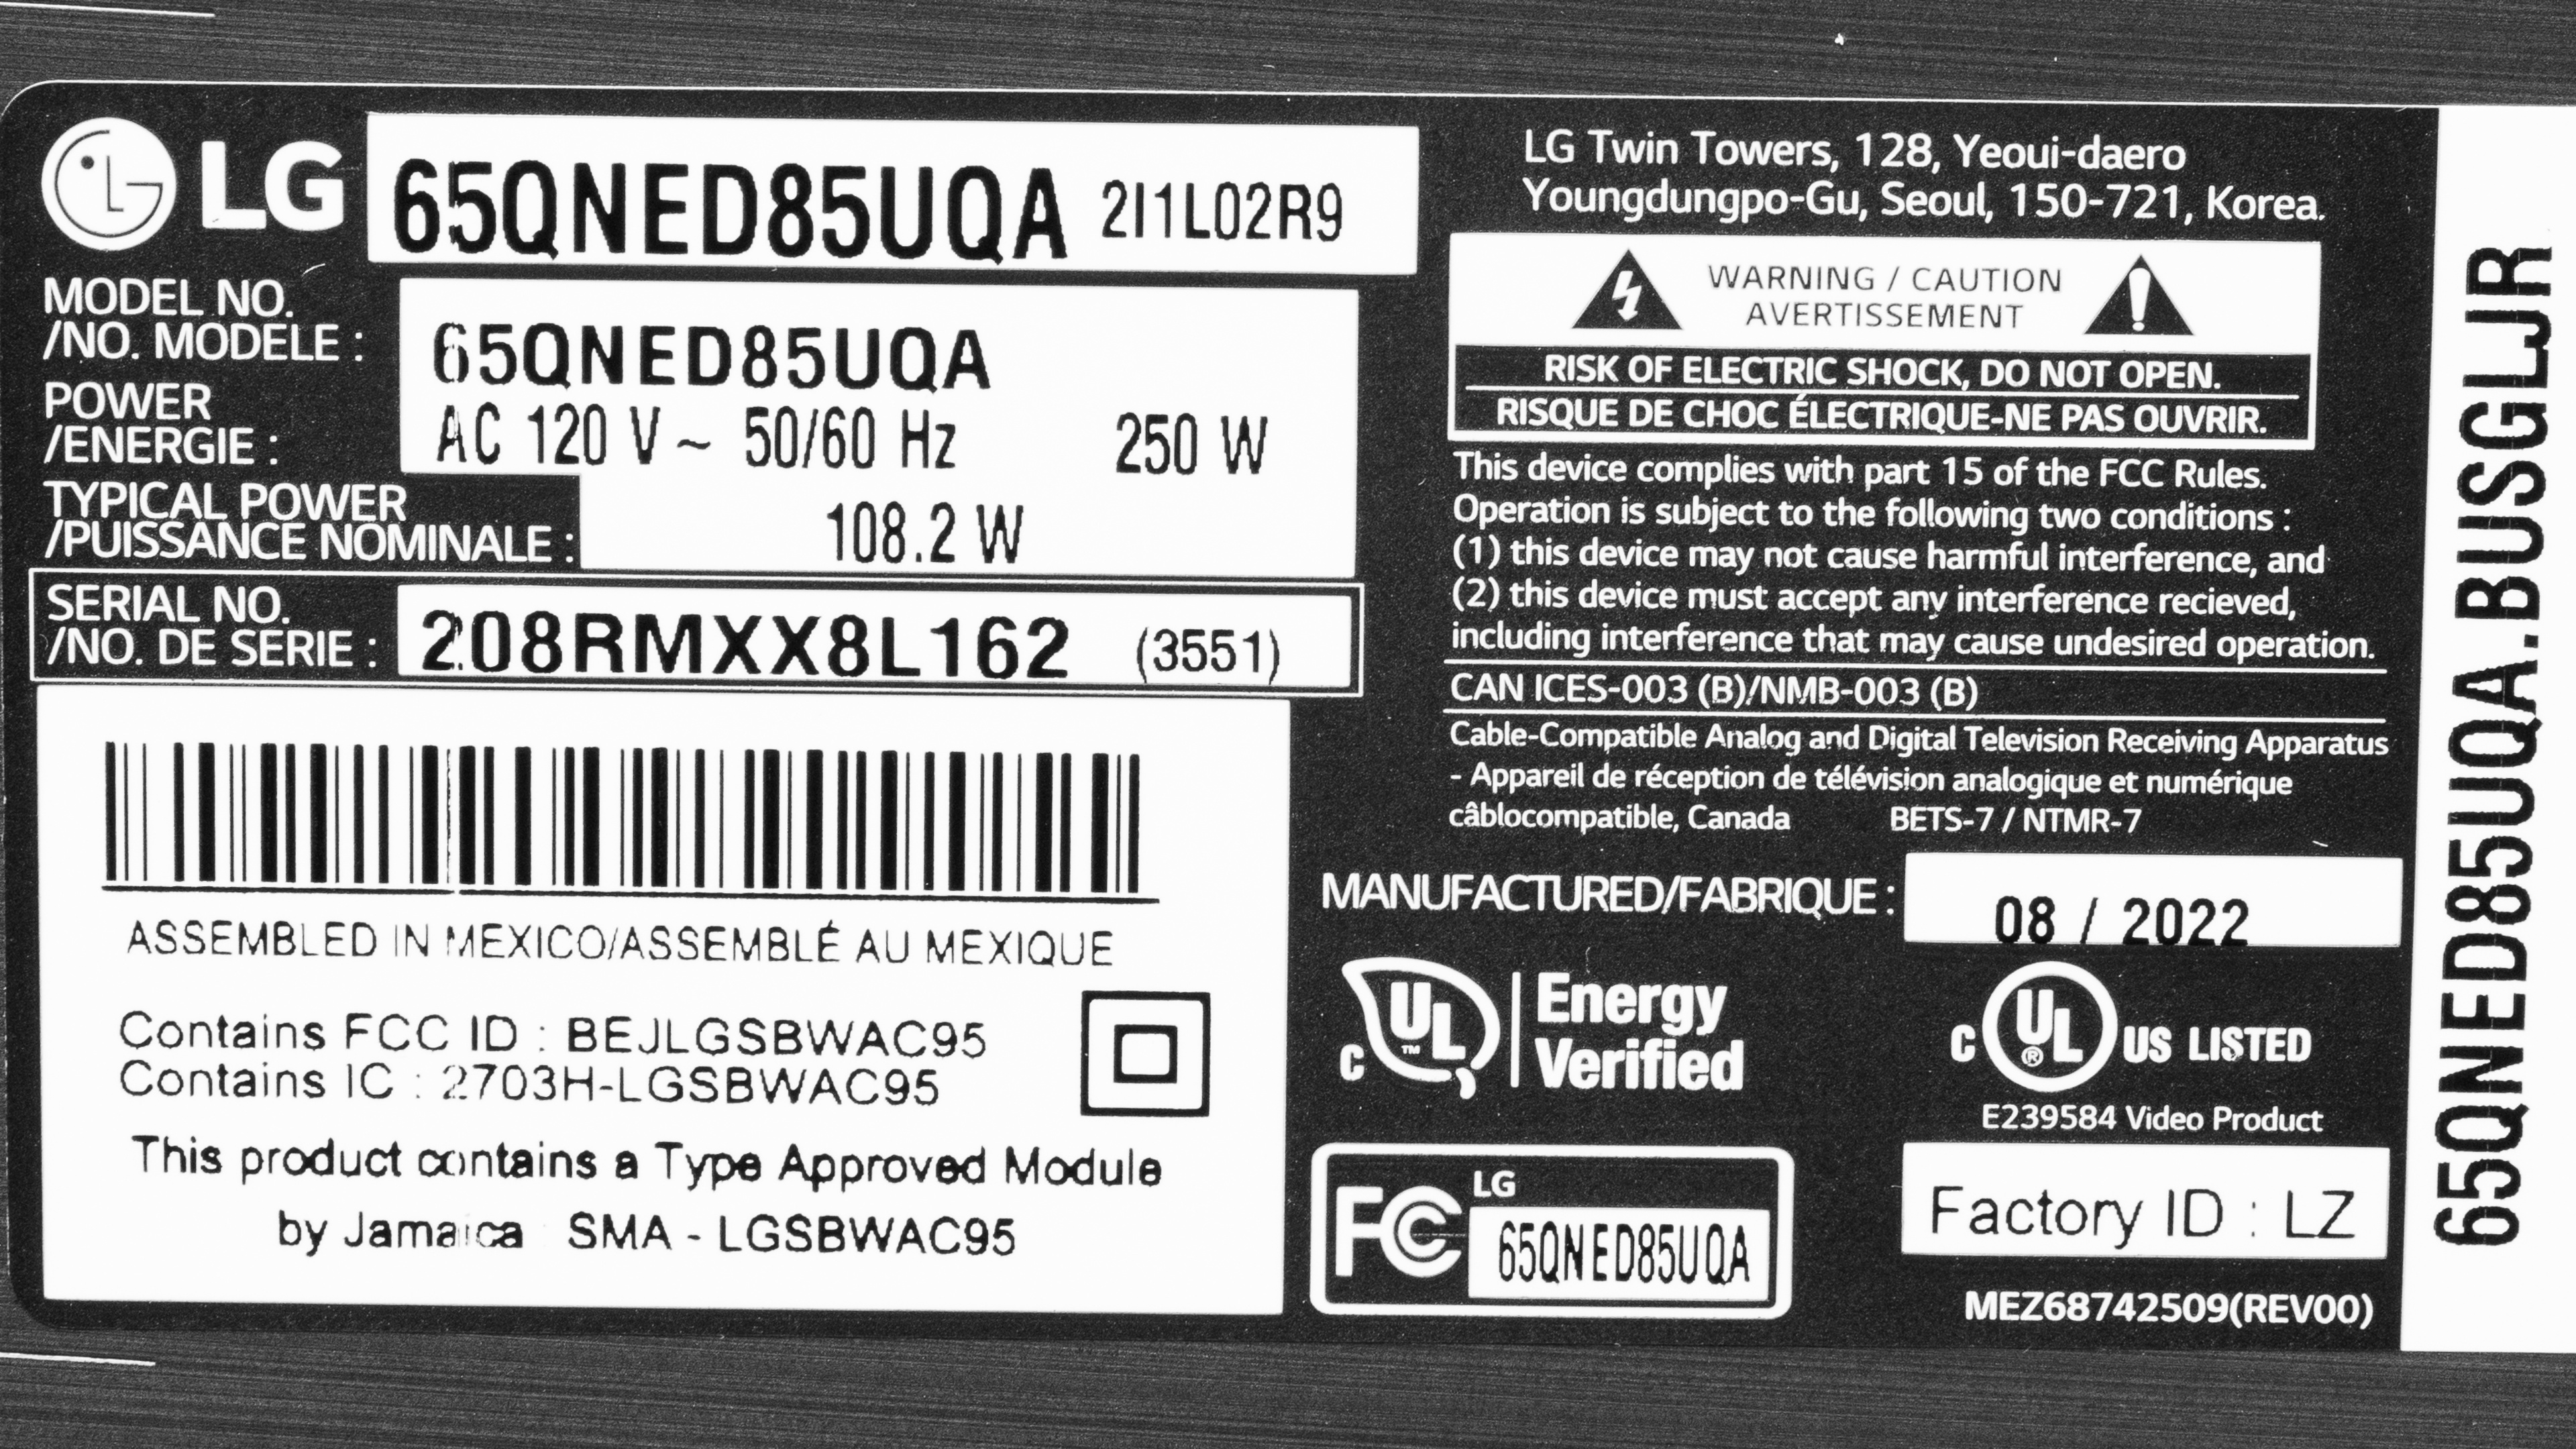 LG 65QNED85UQA 2I1L02R9
MODEL NO.
/NO. MODELE : 65QNED85UQA
POWER
/ENERGIE : AC 120 V ~ 50/60 Hz 250 W
TYPICAL POWER
/PUISSANCE NOMINALE : 108.2 W
SERIAL NO.
/NO. DE SERIE : 208RMXX8L162 (3551)
ASSEMBLED IN MEXICO/ASSEMBLÉ AU MEXIQUE
Contains FCC ID : BEJLGSBWAC95
Contains IC : 2703H-LGSBWAC95
This product contains a Type Approved Module
by Jamaica SMA - LGSBWAC95
LG Twin Towers, 128, Yeoui-daero
Youngdungpo-Gu, Seoul, 150-721, Korea.
WARNING / CAUTION
AVERTISSEMENT
RISK OF ELECTRIC SHOCK, DO NOT OPEN.
RISQUE DE CHOC ÉLECTRIQUE-NE PAS OUVRIR.
This device complies with part 15 of the FCC Rules.
Operation is subject to the following two conditions :
(1) this device may not cause harmful interference, and
(2) this device must accept any interference recieved,
including interference that may cause undesired operation.
CAN ICES-003 (B)/NMB-003 (B)
Cable-Compatible Analog and Digital Television Receiving Apparatus
- Appareil de réception de télévision analogique et numérique
câblocompatible, Canada BETS-7 / NTMR-7
MANUFACTURED/FABRIQUE : 08 / 2022
C UL ™ Energy
Verified
C UL ® US LISTED
E239584 Video Product
FC LG
65QNED85UQA
Factory ID : LZ
MEZ68742509(REV00)
65QNED85UQA.BUSGLJR